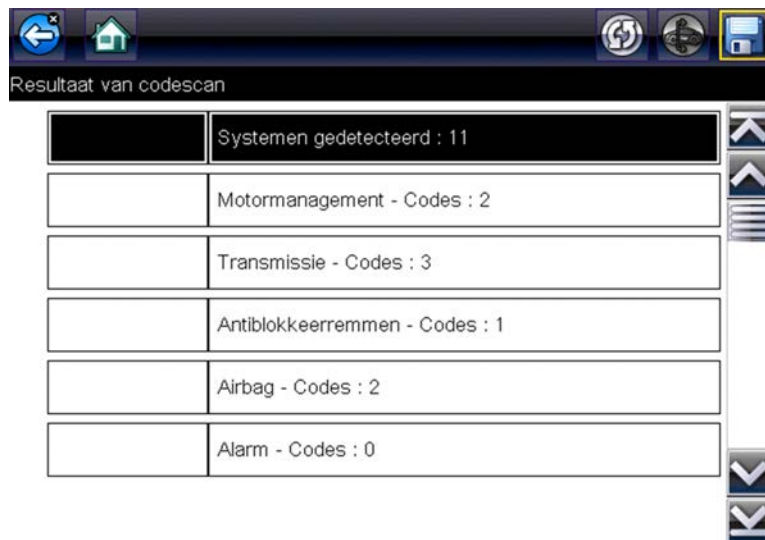 Resultaat van codescan
Systemen gedetecteerd : 11
Motormanagement - Codes : 2
Transmissie - Codes : 3
Antiblokkeerremmen - Codes : 1
Airbag - Codes : 2
Alarm - Codes : 0